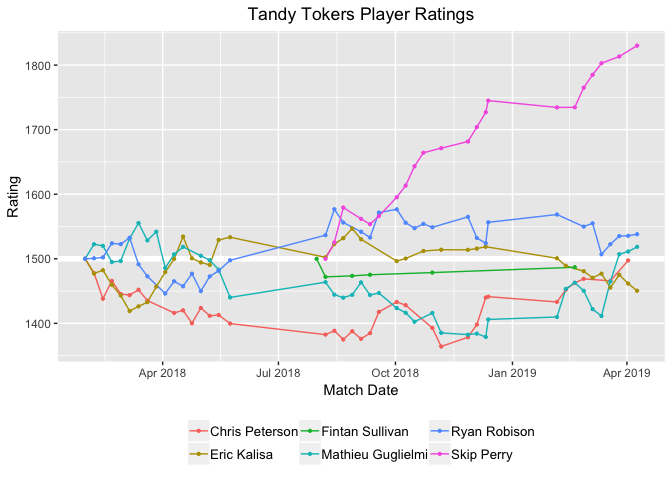 Tandy Tokers Player Ratings
1800
1700
1600
1500
1400
Rating
Apr 2018 Jul 2018 Oct 2018 Jan 2019 Apr 2019
Match Date
Chris Peterson Fintan Sullivan Ryan Robison
Eric Kalisa Mathieu Guglielmi Skip Perry